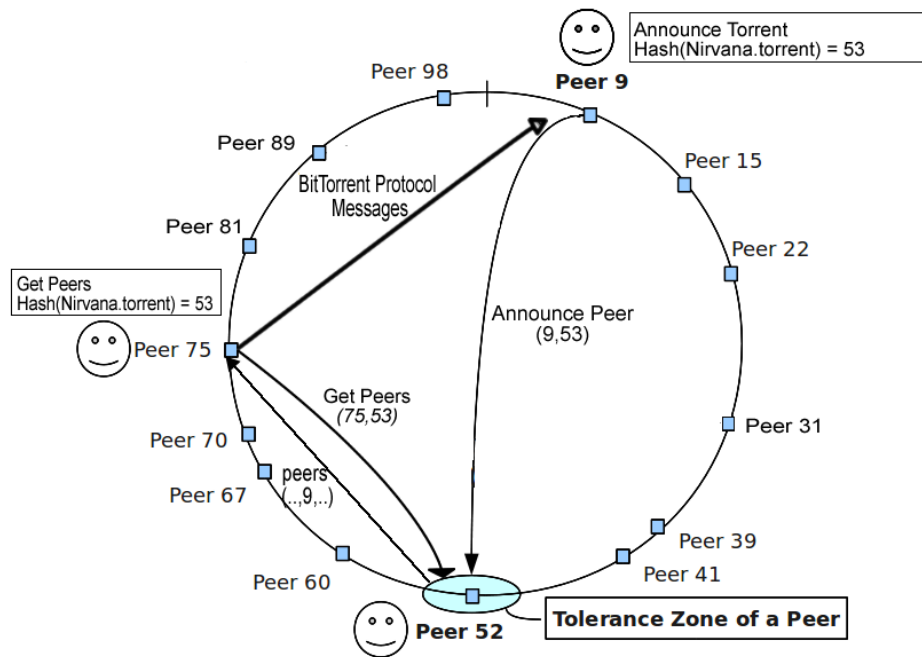 Announce Torrent
Hash(Nirvana.torrent) = 53
Peer 98
Peer 9
Peer 89
Peer 15
BitTorrent Protocol
Messages
Peer 81
Peer 22
Get Peers
Hash(Nirvana.torrent) = 53
Announce Peer
(9,53)
Peer 75
Get Peers
(75,53)
Peer 31
Peer 70
peers
(..,9,..)
Peer 67
Peer 39
Peer 60
Peer 41
Peer 52
Tolerance Zone of a Peer